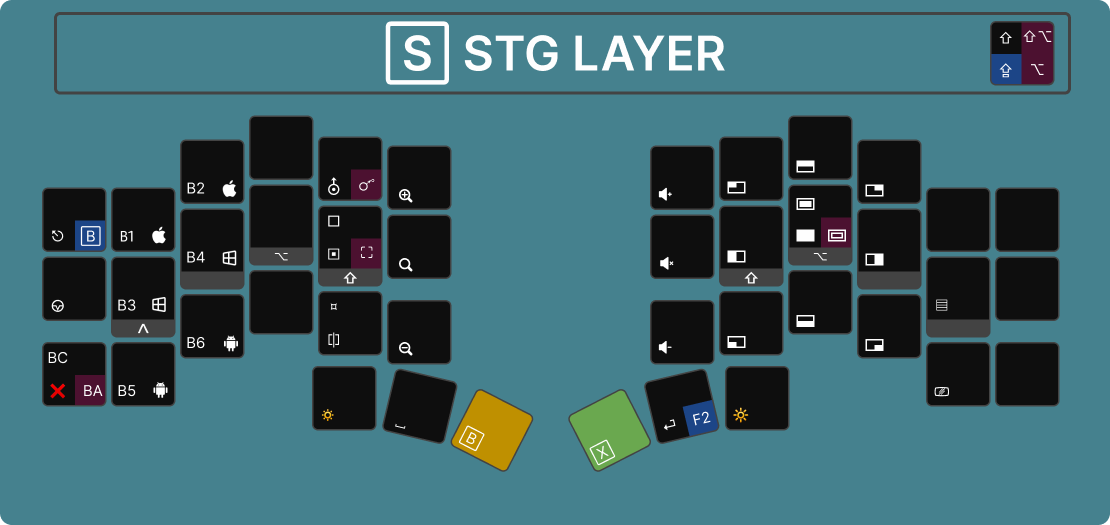 S STG LAYER
⇧ ⇧⌥
⇪ ⌥
B2
B B1
B4
⌥
B3
⇧
⌥
⇧
^
B6
BC
BA B5
B
X
F2